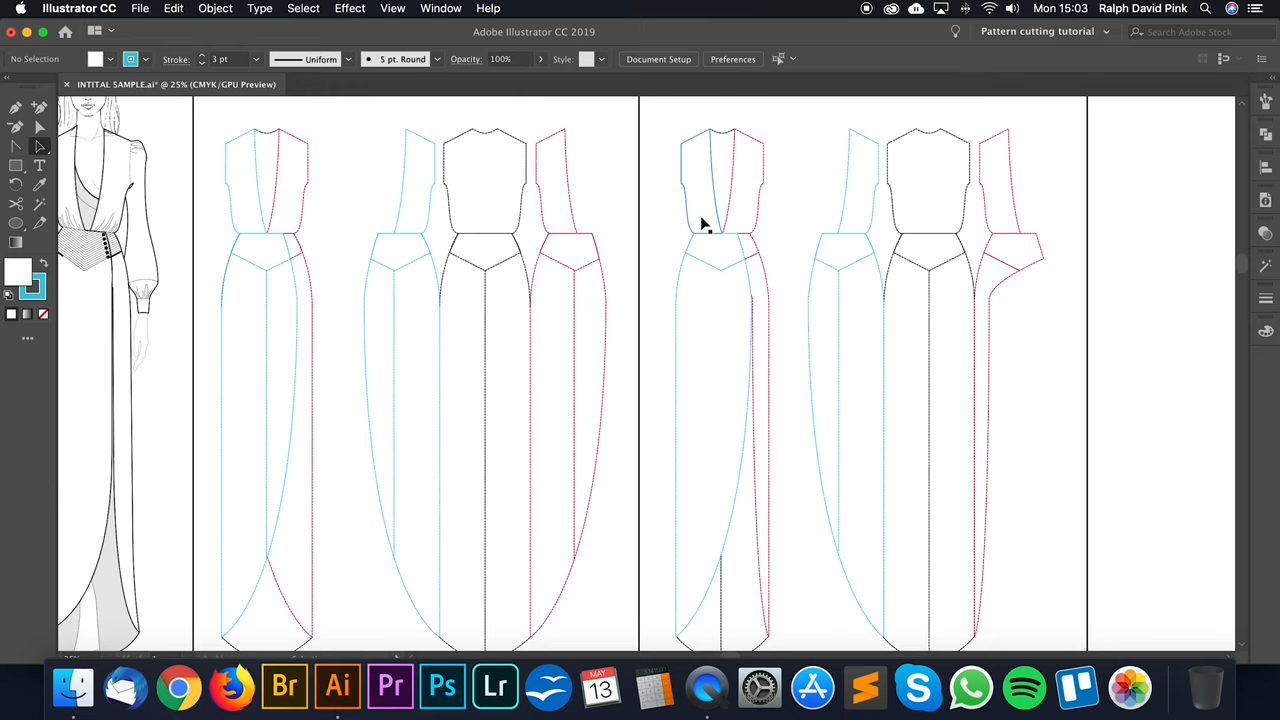 Illustrator CC File Edit Object Type Select Effect View Window Help Mon 15:03 Ralph David Pink
Adobe Illustrator CC 2019 Pattern cutting tutorial Search Adobe Stock
No Selection Stroke: 3 pt Uniform 5 pt. Round Opacity: 100% Style: Document Setup Preferences
× INTITAL SAMPLE.ai* @ 25% (CMYK/GPU Preview)
Br Ai Pr Ps Lr MAY
13